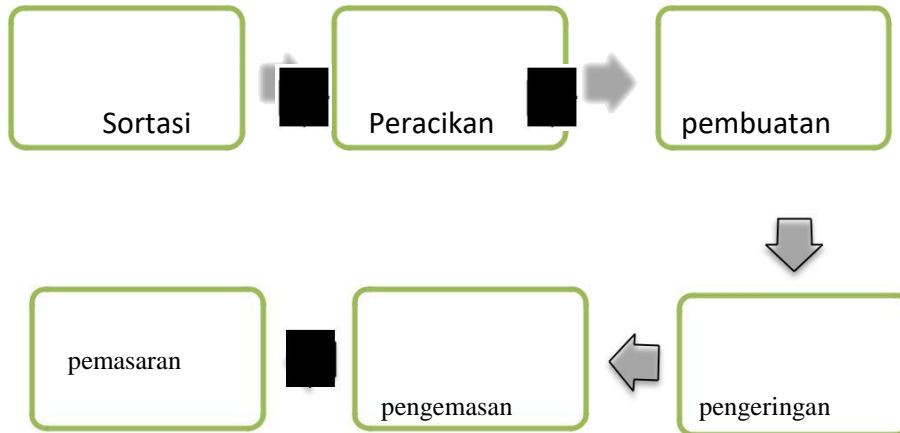 Sortasi
Peracikan
pembuatan
pengeringan
pengemasan
pemasaran